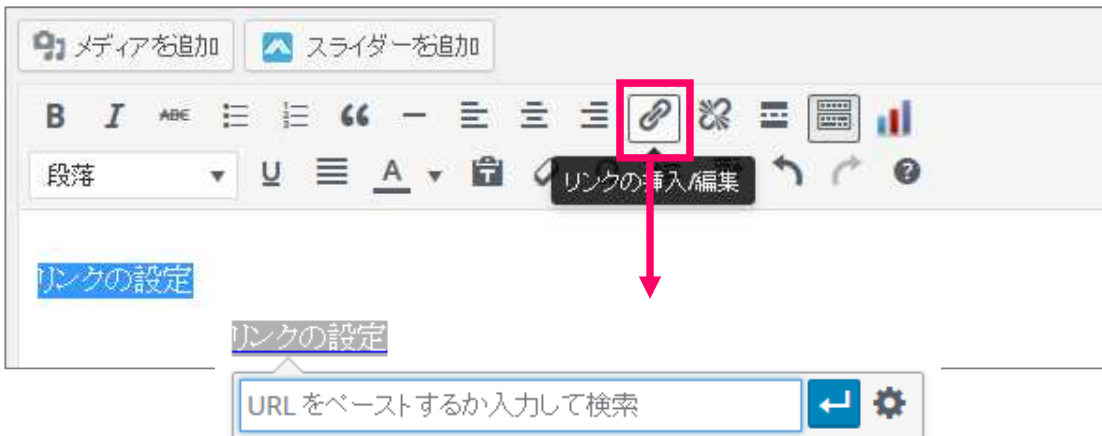 メディアを追加 スライダーを追加
B I ABE
段落 U A リンクの挿入/編集
リンクの設定
リンクの設定
URL をペーストするか入力して検索